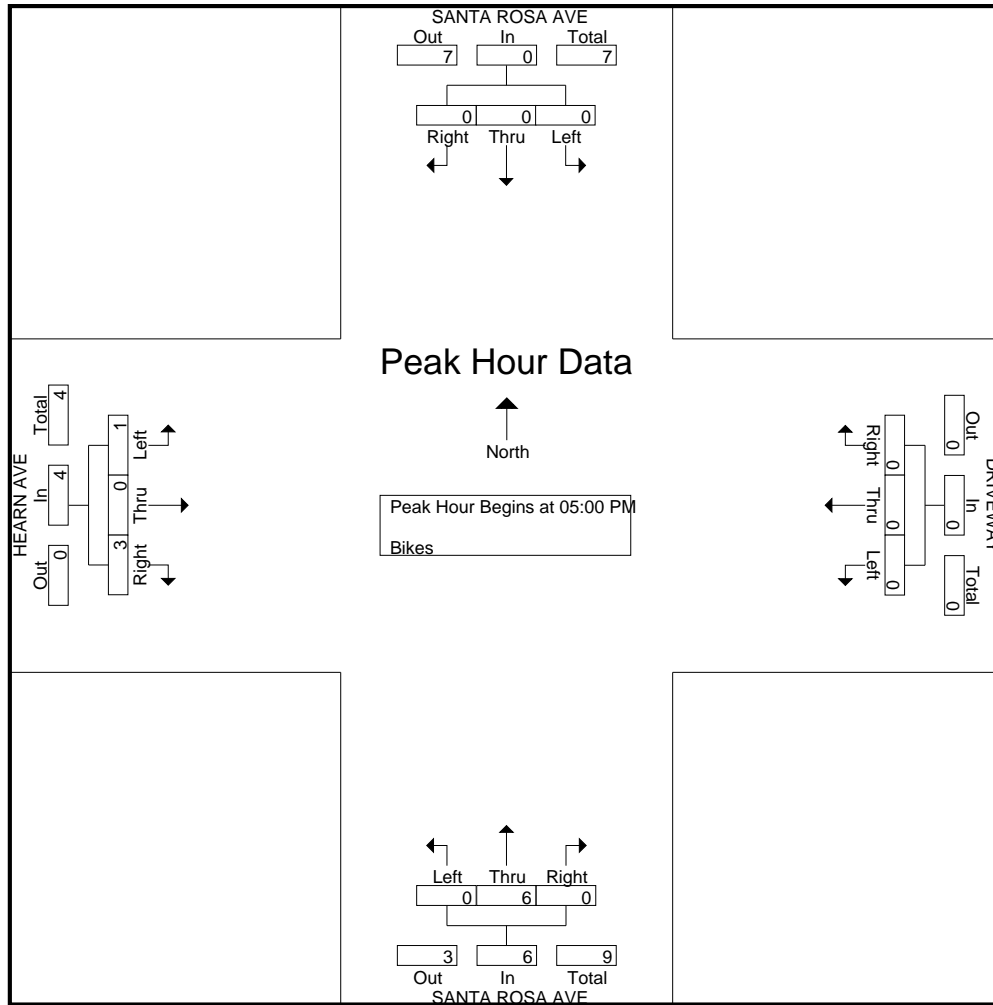 SANTA ROSA AVE
Out In Total
7 0 7
0 0 0
Right Thru Left
Peak Hour Data
North
Peak Hour Begins at 05:00 PM
Bikes
HEARN AVE
Out In Total
0 4 4
Right Thru Left
3 0 1
DRIVEWAY
Out In Total
0 0 0
Right Thru Left
0 0 0
Left Thru Right
0 6 0
3 6 9
Out In Total
SANTA ROSA AVE